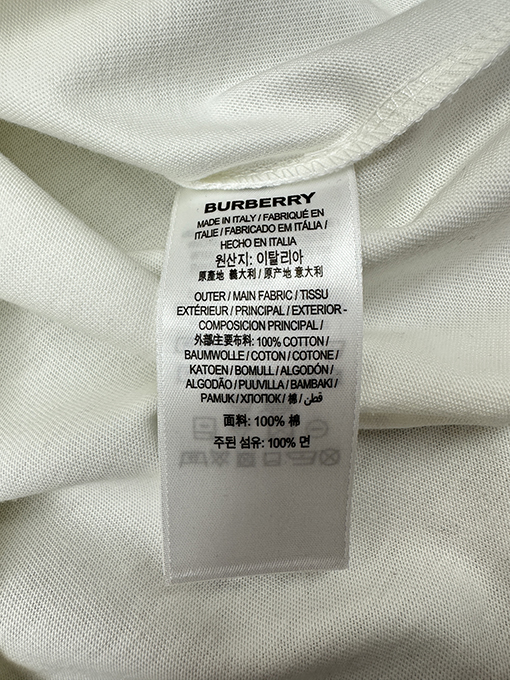 BURBERRY
MADE IN ITALY / FABRIQUÉ EN
ITALIE / FABRICADO EM ITÁLIA /
HECHO EN ITALIA
원산지: 이탈리아
原產地 義大利 / 原产地 意大利
OUTER / MAIN FABRIC / TISSU
EXTÉRIEUR / PRINCIPAL / EXTERIOR -
COMPOSICION PRINCIPAL /
外部主要布料: 100% COTTON /
BAUMWOLLE / COTON / COTONE /
KATOEN / BOMULL / ALGODÓN /
ALGODÃO / PUUVILLA / BAMBAKI /
PAMUK / ХЛОПОК / 棉 / قطن
面料: 100% 棉
주된 섬유: 100% 면